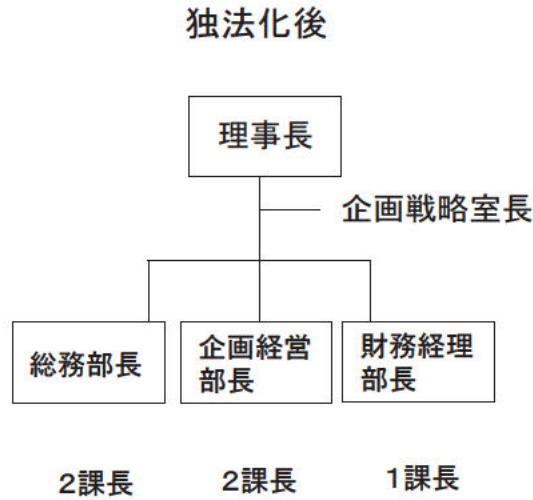 独法化後
理事長
企画戦略室長
総務部長
企画経営
部長
財務経理
部長
2課長
2課長
1課長